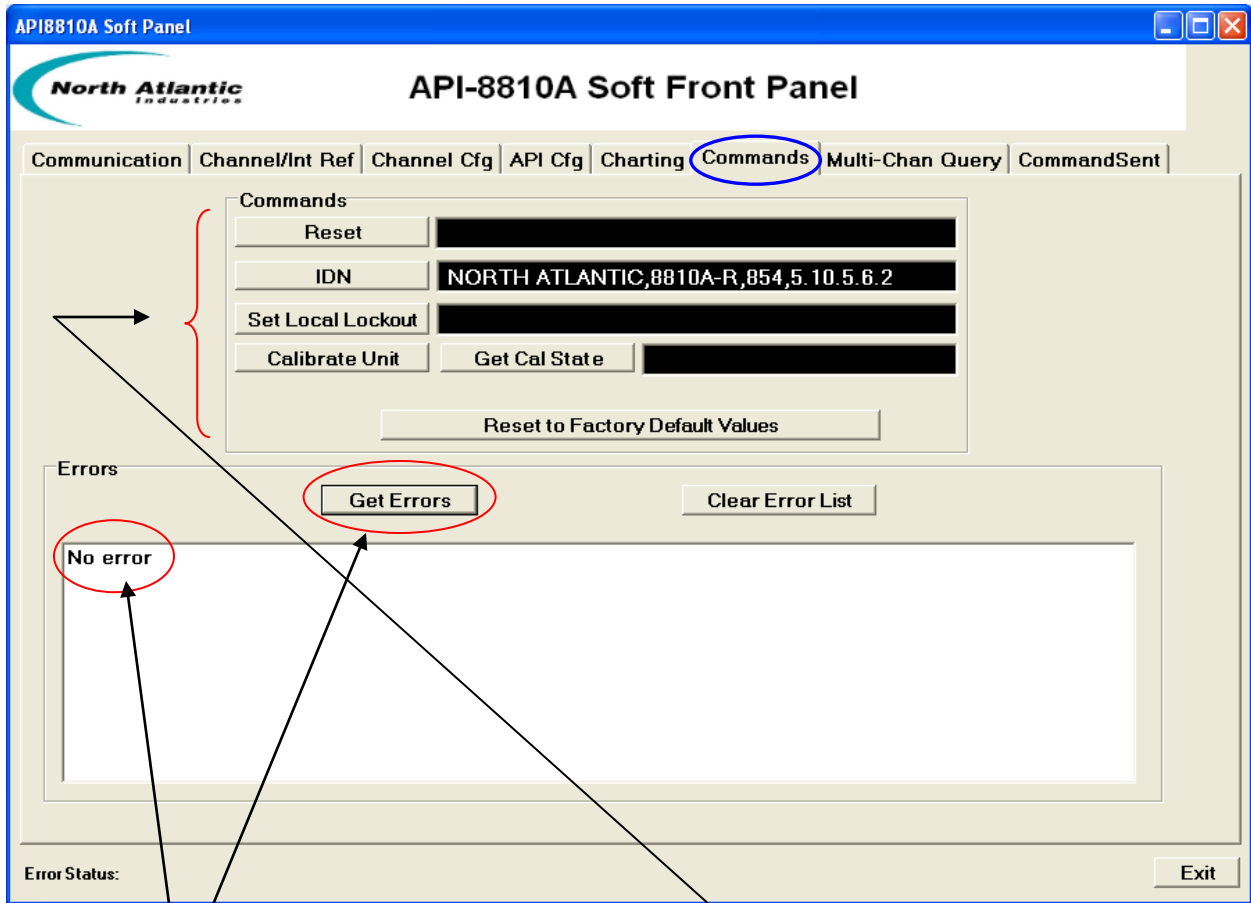 API8810A Soft Panel
North Atlantic
Industries
API-8810A Soft Front Panel
Communication Channel/Int Ref Channel Cfg API Cfg Charting Commands Multi-Chan Query CommandSent
Commands
Reset
IDN NORTH ATLANTIC,8810A-R,854,5.10.5.6.2
Set Local Lockout
Calibrate Unit Get Cal State
Reset to Factory Default Values
Errors
Get Errors Clear Error List
No error
Error Status: Exit